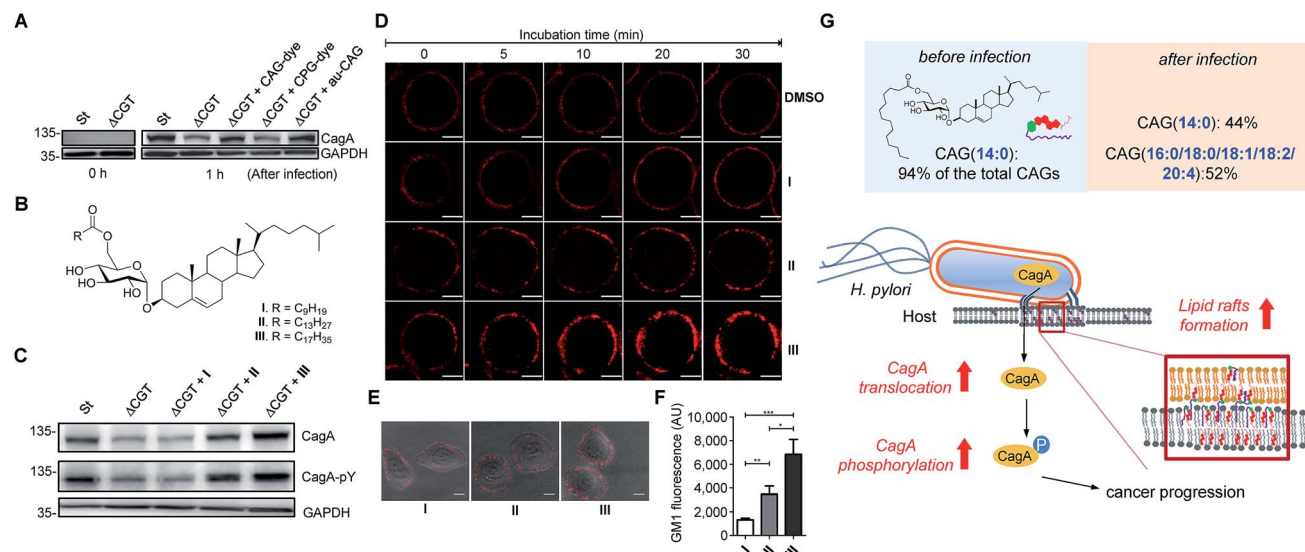 A
St
ΔCGT
St
ΔCGT
ΔCGT + CAG-dye
ΔCGT + CPG-dye
ΔCGT + au-CAG
135-
CagA
35-
GAPDH
0 h
1 h
(After infection)
B
O
R
O
HO
HO
HO
O
O
I. R = C9H19
II. R = C13H27
III. R = C17H35
C
St
ΔCGT
ΔCGT + I
ΔCGT + II
ΔCGT + III
135-
CagA
135-
CagA-pY
35-
GAPDH
D
Incubation time (min)
0 5 10 20 30
DMSO
I
II
III
E
I II III
F
GM1 fluorescence (AU)
10,000
8,000
6,000
4,000
2,000
0
***
*
**
I II III
G
before infection
O
O
HO
HO
HO
O
O
CAG(14:0):
94% of the total CAGs
after infection
CAG(14:0): 44%
CAG(16:0/18:0/18:1/18:2/
20:4):52%
CagA
H. pylori
Host
Lipid rafts
formation
CagA
translocation
CagA
CagA
phosphorylation
CagA
P
cancer progression